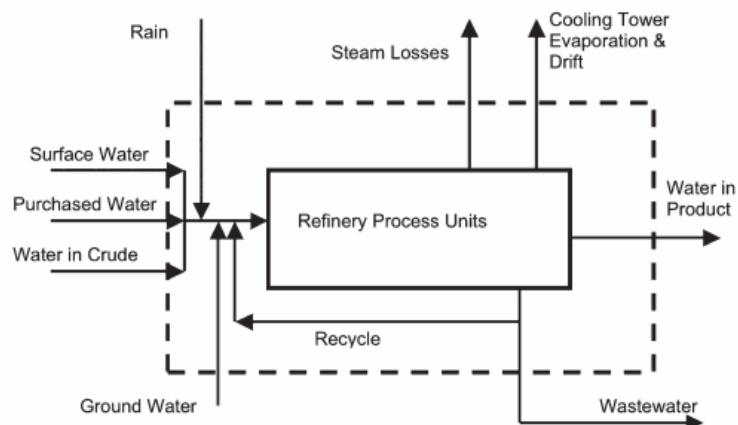 Rain
Steam Losses
Cooling Tower
Evaporation &
Drift
Surface Water
Purchased Water
Water in Crude
Refinery Process Units
Water in
Product
Recycle
Ground Water
Wastewater